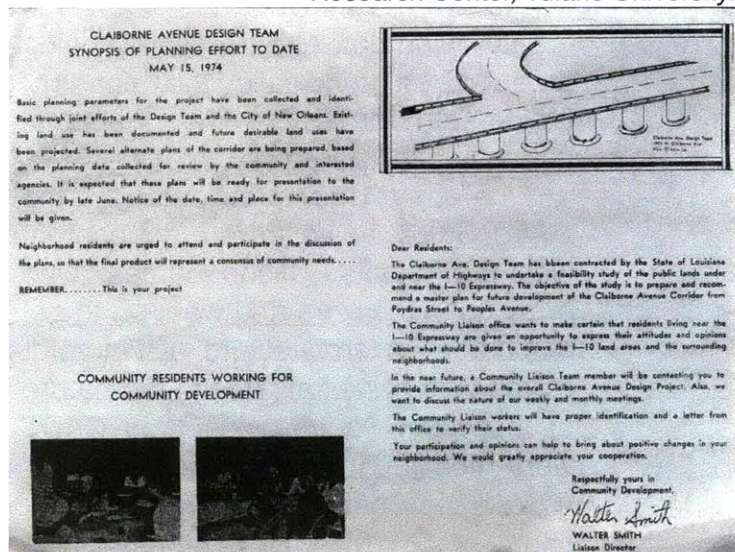 Research Center, Tulane University.
CLAIBORNE AVENUE DESIGN TEAM
SYNOPSIS OF PLANNING EFFORT TO DATE
MAY 15, 1974
Basic planning parameters for the project have been collected and identi-
fied through joint efforts of the Design Team and the City of New Orleans. Exist-
ing land use has been documented and future desirable land uses have
been projected. Several alternate plans of the corridor are being prepared, based
on the planning data collected for review by the community and interested
agencies. It is expected that these plans will be ready for presentation to the
community by late June. Notice of the date, time and place for this presentation
will be given.
Neighborhood residents are urged to attend and participate in the discussion of
the plans, so that the final product will represent a consensus of community needs.....
REMEMBER........This is your project
COMMUNITY RESIDENTS WORKING FOR
COMMUNITY DEVELOPMENT
Claiborne Ave. Design Team
N. Claiborne Ave.
New Orleans La.
Dear Residents:
The Claiborne Ave. Design Team has bbeen contracted by the State of Louisiana
Department of Highways to undertake a feasibility study of the public lands under
and near the I—10 Expressway. The objective of the study is to prepare and recom-
mend a master plan for future development of the Claiborne Avenue Corridor from
Poydras Street to Peoples Avenue.
The Community Liaison office wants to make certain that residents living near the
I—10 Expressway are given an opportunity to express their attitudes and opinions
about what should be done to improve the I—10 land areas and the surrounding
neighborhoods.
In the near future, a Community Liaison Team member will be contacting you to
provide information about the overall Claiborne Avenue Design Project. Also, we
want to discuss the nature of our weekly and monthly meetings.
The Community Liaison workers will have proper identification and a letter from
this office to verify their status.
Your participation and opinions can help to bring about positive changes in your
neighborhood. We would greatly appreciate your cooperation.
Respectfully yours in
Community Development,
Walter Smith
WALTER SMITH
Liaison Director